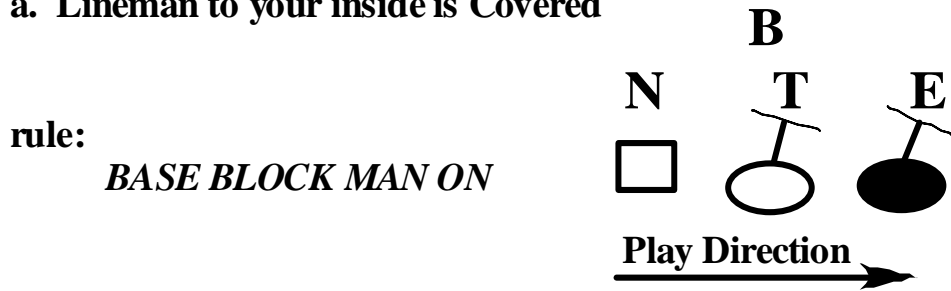 a. Lineman to your inside is Covered
B
N T E
rule:
BASE BLOCK MAN ON
Play Direction